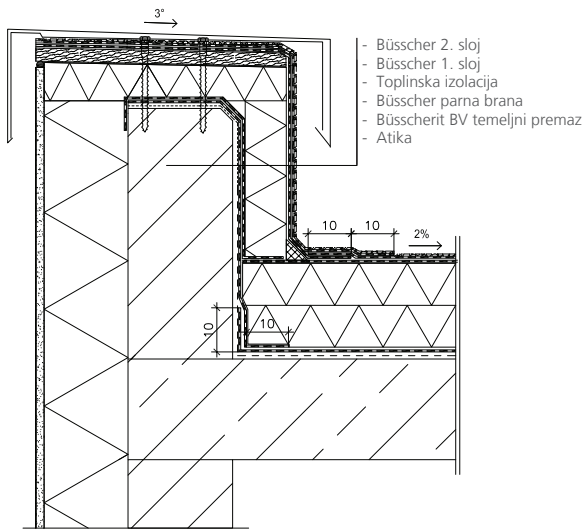 3°
- Büsscher 2. sloj
- Büsscher 1. sloj
- Toplinska izolacija
- Büsscher parna brana
- Büsscherit BV temeljni premaz
- Atika
10 10 2%
10 10